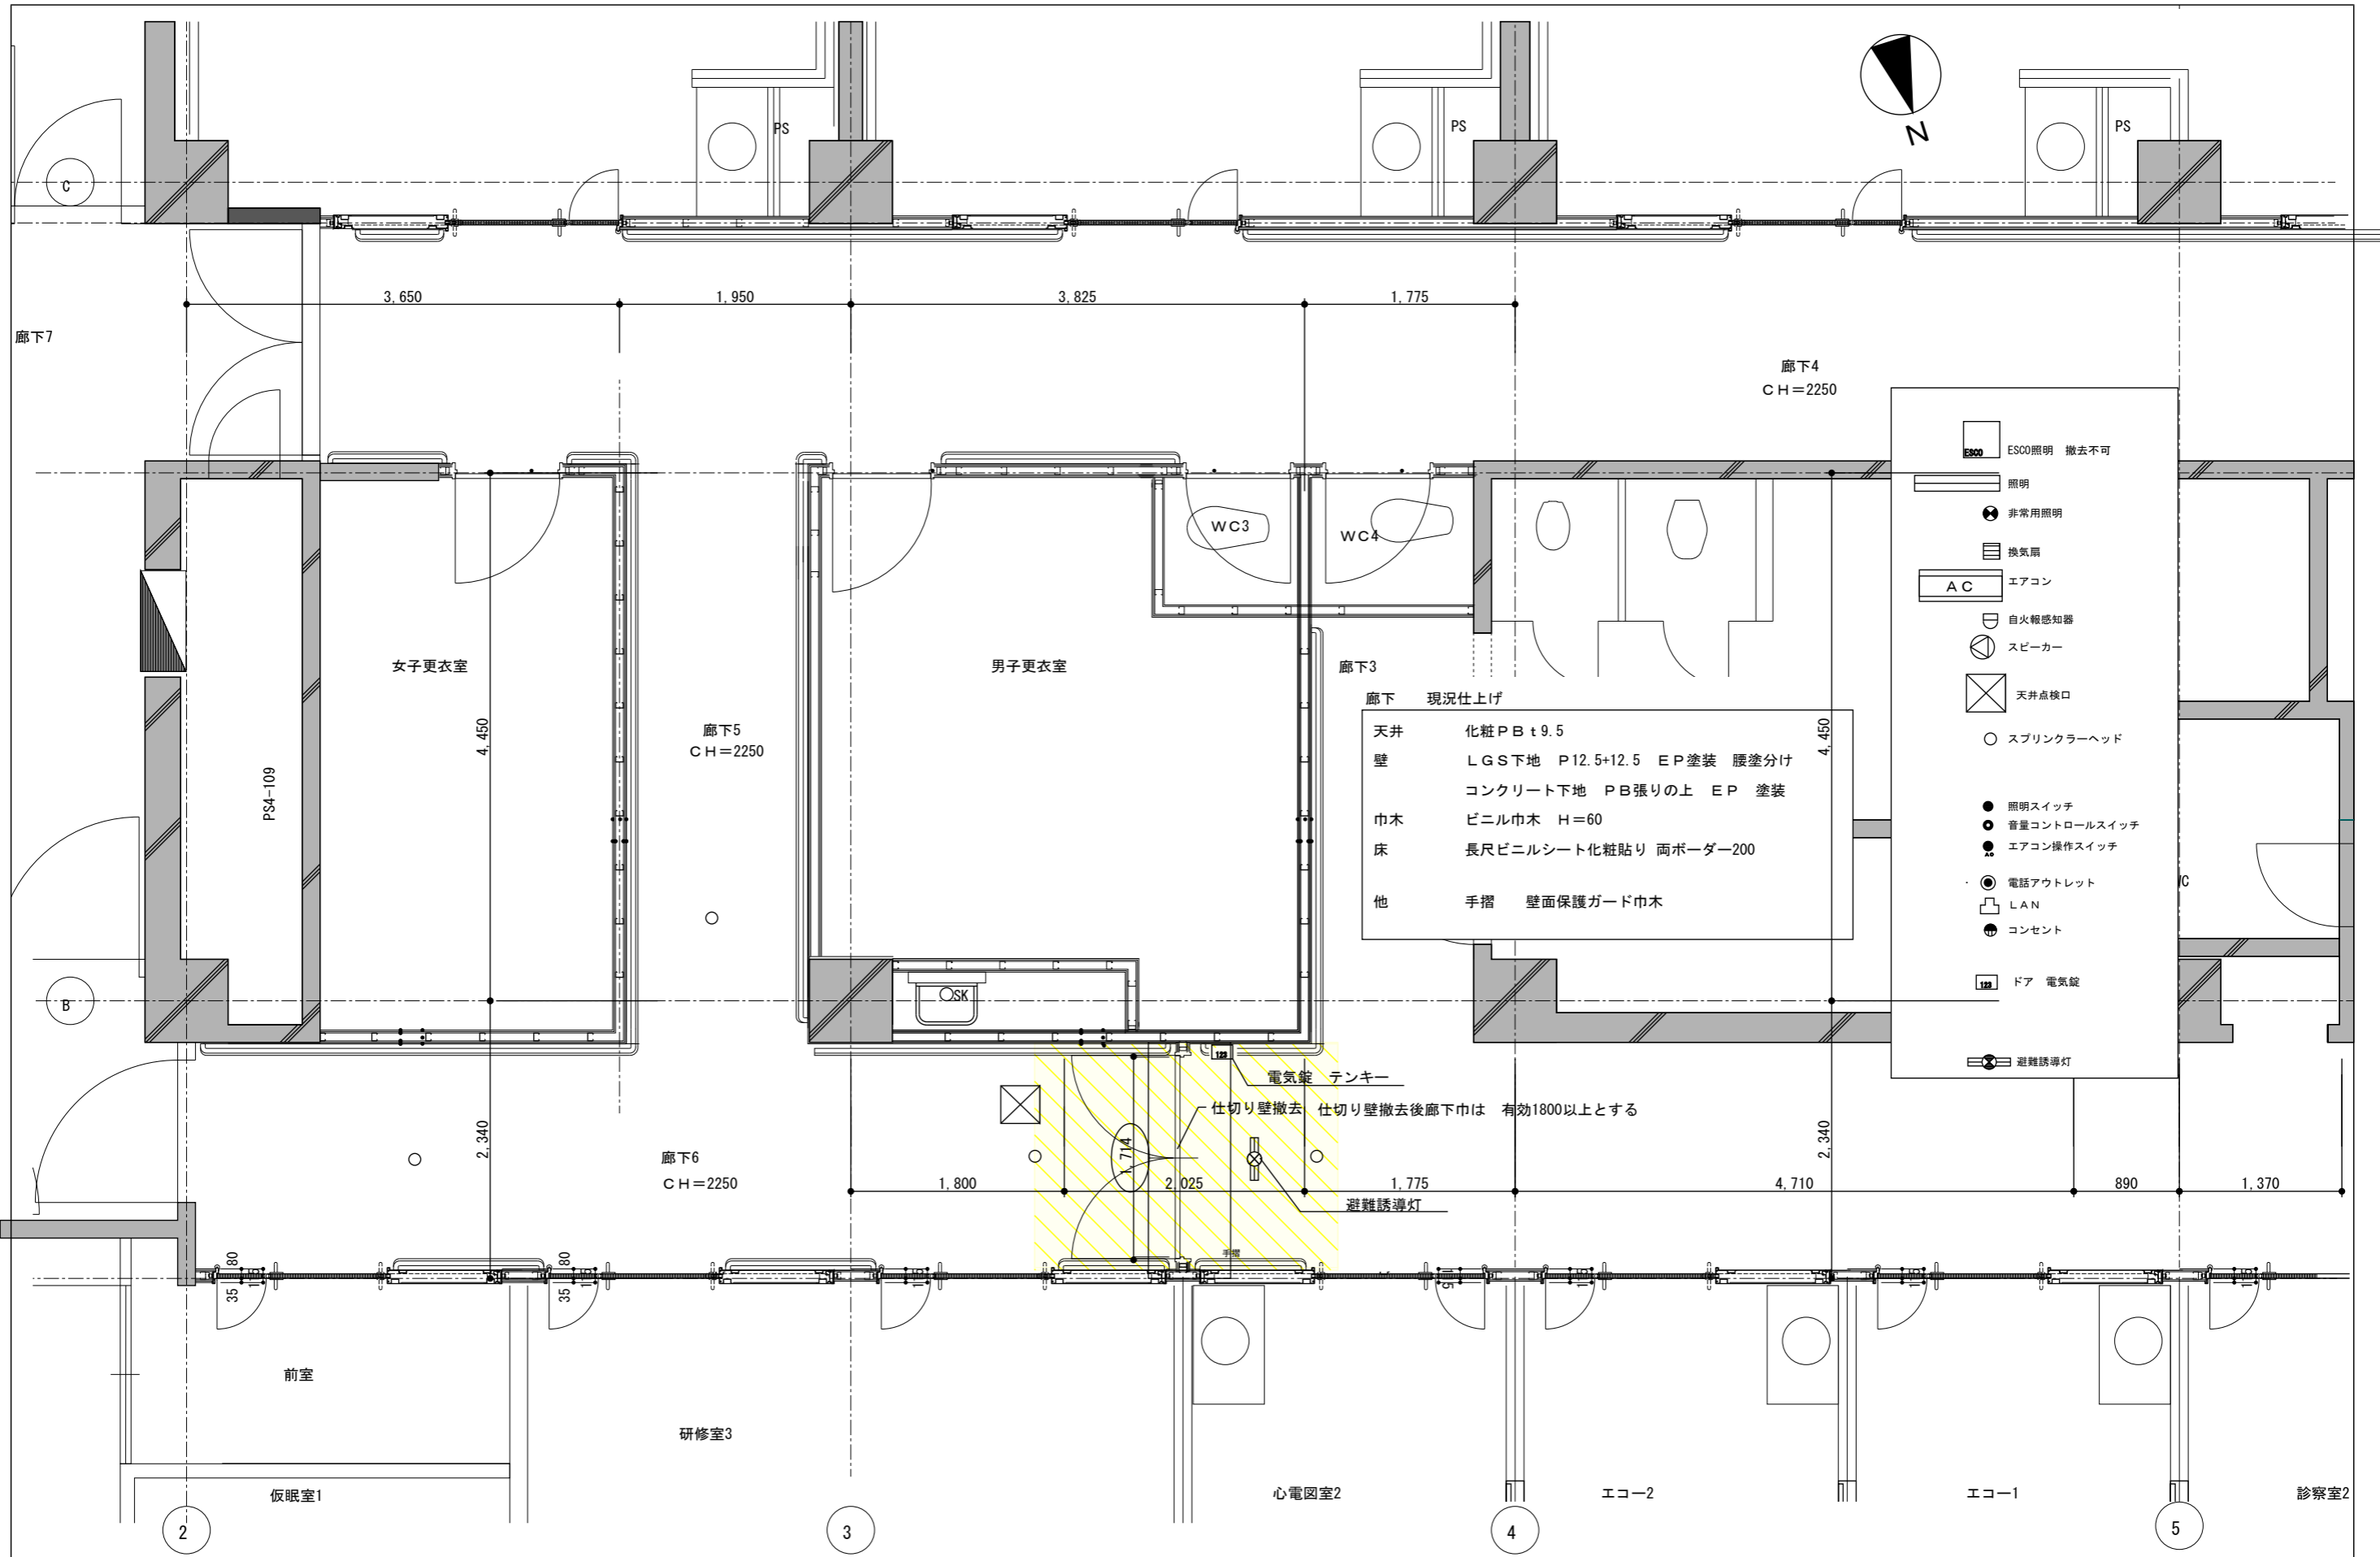 N
PS
PS
PS
C
3,650
1,950
3,825
1,775
廊下7
廊下4
CH=2250
ESCO
ESCO照明 撤去不可
照明
非常用照明
換気扇
AC
エアコン
自火報感知器
スピーカー
天井点検口
スプリンクラーヘッド
照明スイッチ
音量コントロールスイッチ
エアコン操作スイッチ
電話アウトレット
LAN
コンセント
123
ドア 電気錠
避難誘導灯
WC3
WC4
女子更衣室
男子更衣室
廊下3
廊下5
CH=2250
4,450
4,450
PS4-109
廊下 現況仕上げ
天井 化粧PB t9.5
壁 LGS下地 P12.5+12.5 EP塗装 腰塗分け
コンクリート下地 PB張りの上 EP 塗装
巾木 ビニル巾木 H=60
床 長尺ビニルシート化粧貼り 両ボーダー200
他 手摺 壁面保護ガード巾木
B
SK
123
電気錠 テンキー
仕切り壁撤去 仕切り壁撤去後廊下巾は 有効1800以上とする
2,340
1,714
2,340
廊下6
CH=2250
1,800
2,025
1,775
4,710
890
1,370
避難誘導灯
手摺
80
35
80
35
前室
研修室3
仮眠室1
心電図室2
エコー2
エコー1
診察室2
2
3
4
5